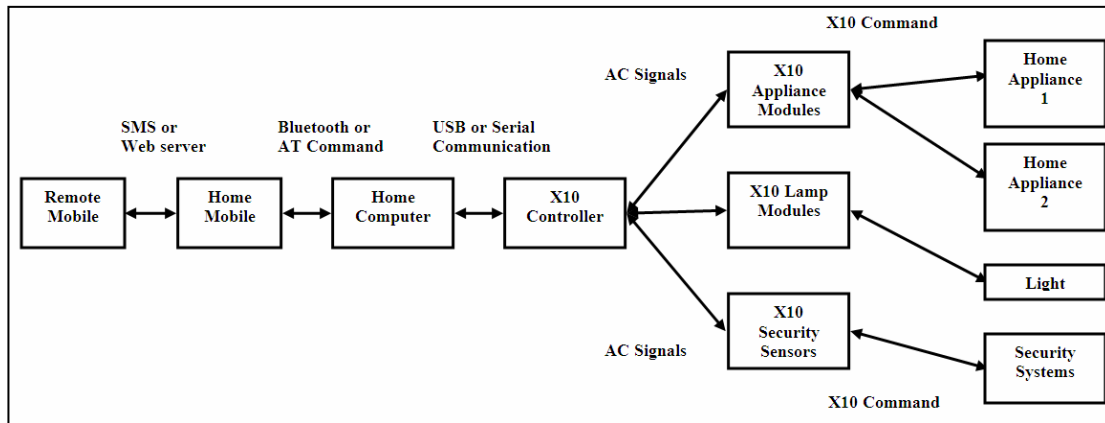 X10 Command
AC Signals
X10
Appliance
Modules
Home
Appliance
1
SMS or
Web server
Bluetooth or
AT Command
USB or Serial
Communication
Home
Appliance
2
Remote
Mobile
Home
Mobile
Home
Computer
X10
Controller
X10 Lamp
Modules
Light
AC Signals
X10
Security
Sensors
Security
Systems
X10 Command